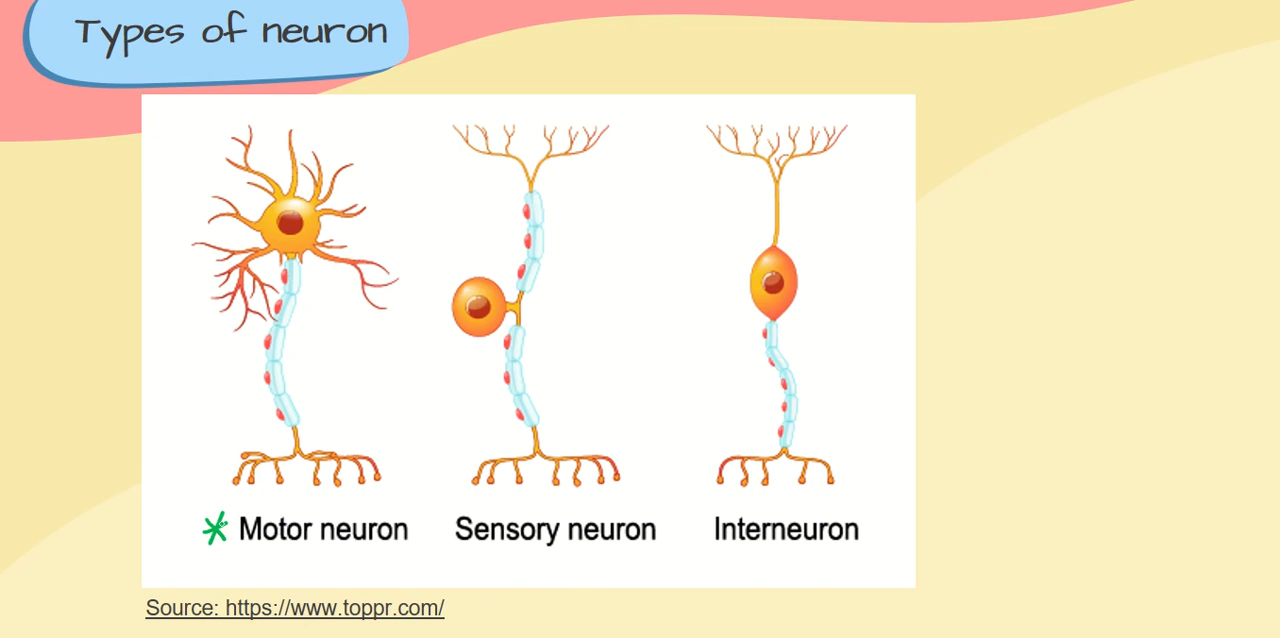 Types of neuron
Motor neuron
Sensory neuron
Interneuron
Source: https://www.toppr.com/